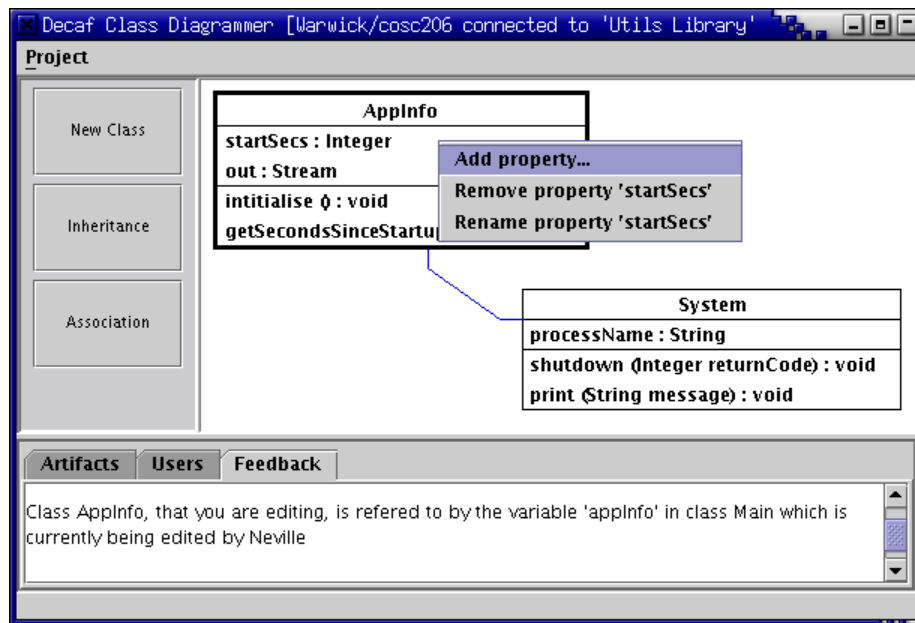 Decaf Class Diagrammer [Warwick/cosc206 connected to 'Utils Library'
Project
New Class
Inheritance
Association
AppInfo
startSecs : Integer
out : Stream
intitialise () : void
getSecondsSinceStartup
Add property...
Remove property 'startSecs'
Rename property 'startSecs'
System
processName : String
shutdown (Integer returnCode) : void
print (String message) : void
Artifacts Users Feedback
Class AppInfo, that you are editing, is refered to by the variable 'appInfo' in class Main which is
currently being edited by Neville